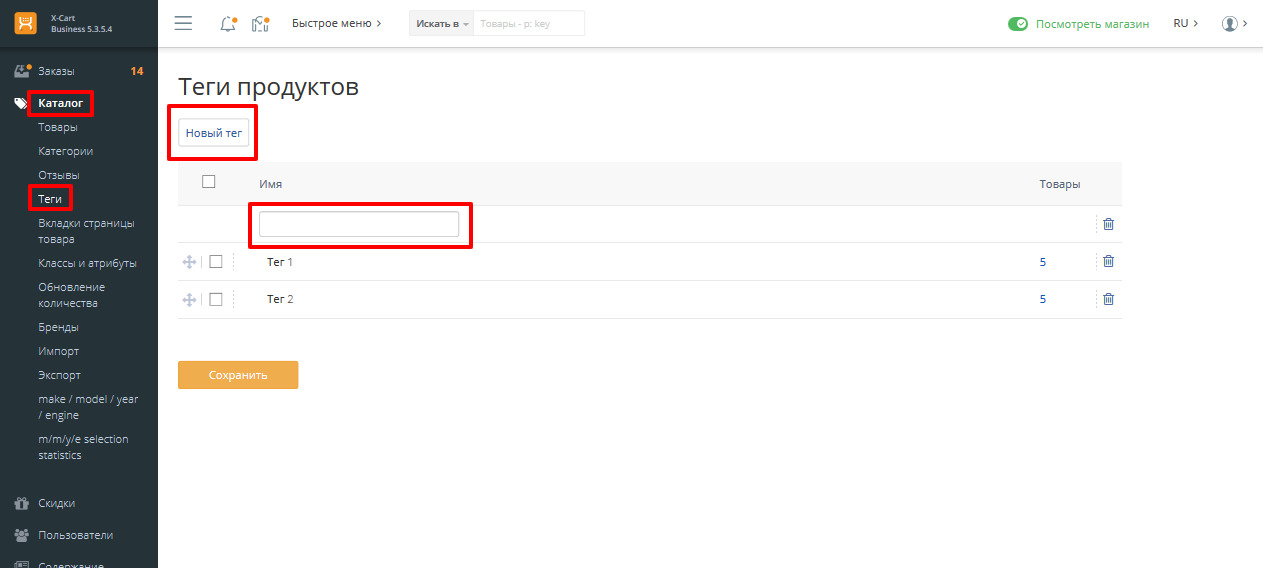 X-Cart
Business 5.3.5.4
Быстрое меню
Искать в
Товары - p: key
Посмотреть магазин
RU
Заказы
14
Каталог
Товары
Категории
Отзывы
Теги
Вкладки страницы
товара
Классы и атрибуты
Обновление
количества
Бренды
Импорт
Экспорт
make / model / year
/ engine
m/m/y/e selection
statistics
Скидки
Пользователи
Содержание
Теги продуктов
Новый тег
Имя
Товары
Тег 1
5
Тег 2
5
Сохранить